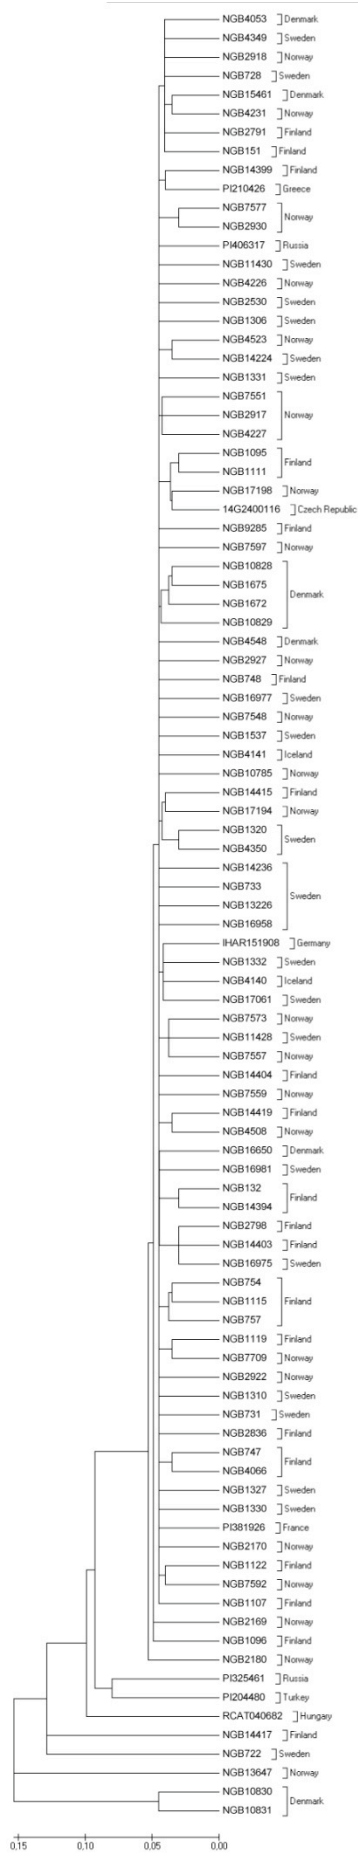 NGB4053 Denmark
NGB4349 Sweden
NGB2918 Norway
NGB728 Sweden
NGB15461 Denmark
NGB4231 Norway
NGB2791 Finland
NGB151 Finland
NGB14399 Finland
PI210426 Greece
NGB7577
Norway
NGB2930
PI406317 Russia
NGB11430 Sweden
NGB4226 Norway
NGB2530 Sweden
NGB1306 Sweden
NGB4523 Norway
NGB14224 Sweden
NGB1331 Sweden
NGB7551
NGB2917 Norway
NGB4227
NGB1095
Finland
NGB1111
NGB17198 Norway
14G2400116 Czech Republic
NGB9285 Finland
NGB7597 Norway
NGB10828
NGB1675
Denmark
NGB1672
NGB10829
NGB4548 Denmark
NGB2927 Norway
NGB748 Finland
NGB16977 Sweden
NGB7548 Norway
NGB1537 Sweden
NGB4141 Iceland
NGB10785 Norway
NGB14415 Finland
NGB17194 Norway
NGB1320
Sweden
NGB4350
NGB14236
NGB733
Sweden
NGB13226
NGB16958
IHAR151908 Germany
NGB1332 Sweden
NGB4140 Iceland
NGB17061 Sweden
NGB7573 Norway
NGB11428 Sweden
NGB7557 Norway
NGB14404 Finland
NGB7559 Norway
NGB14419 Finland
NGB4508 Norway
NGB16650 Denmark
NGB16981 Sweden
NGB132
Finland
NGB14394
NGB2798 Finland
NGB14403 Finland
NGB16975 Sweden
NGB754
NGB1115 Finland
NGB757
NGB1119 Finland
NGB7709 Norway
NGB2922 Norway
NGB1310 Sweden
NGB731 Sweden
NGB2836 Finland
NGB747
Finland
NGB4066
NGB1327 Sweden
NGB1330 Sweden
PI381926 France
NGB2170 Norway
NGB1122 Finland
NGB7592 Norway
NGB1107 Finland
NGB2169 Norway
NGB1096 Finland
NGB2180 Norway
PI325461 Russia
PI204480 Turkey
RCAT040682 Hungary
NGB14417 Finland
NGB722 Sweden
NGB13647 Norway
NGB10830
Denmark
NGB10831
0,15 0,10 0,05 0,00